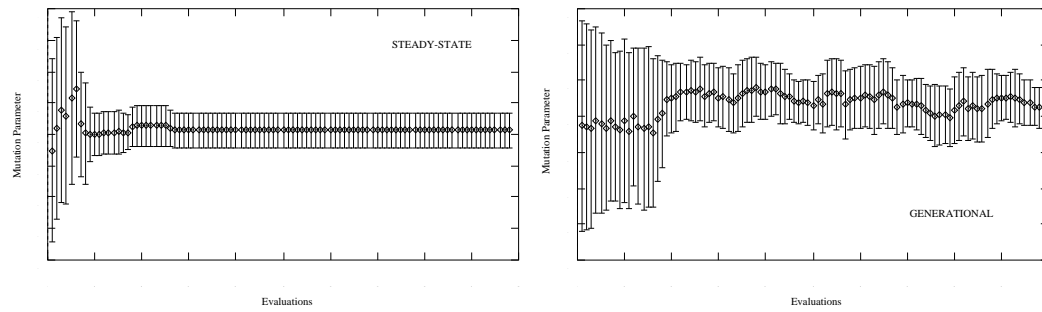 STEADY-STATE
Mutation Parameter
Evaluations
GENERATIONAL
Mutation Parameter
Evaluations